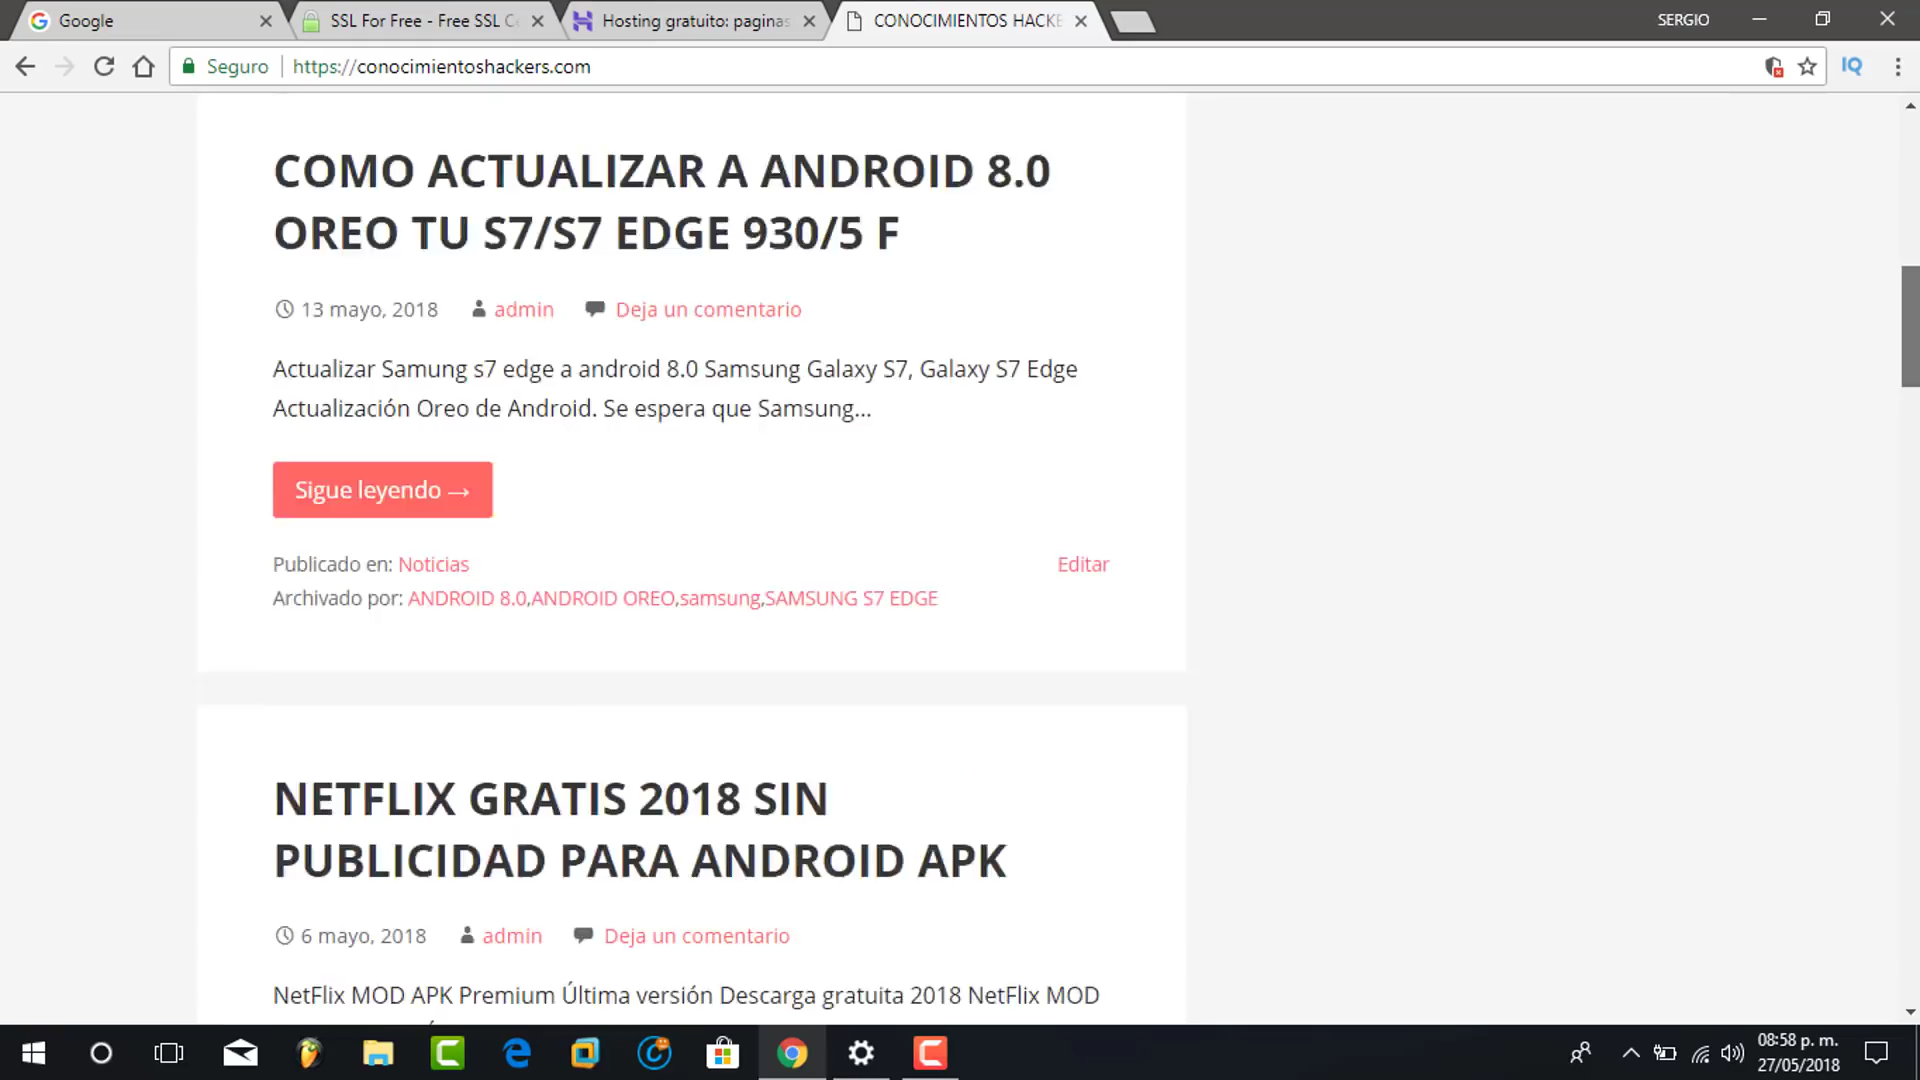 Google
SSL For Free - Free SSL Ce
Hosting gratuito: paginas
CONOCIMIENTOS HACKE
SERGIO
Seguro
https://conocimientoshackers.com
IQ
COMO ACTUALIZAR A ANDROID 8.0
OREO TU S7/S7 EDGE 930/5 F
13 mayo, 2018 admin Deja un comentario
Actualizar Samung s7 edge a android 8.0 Samsung Galaxy S7, Galaxy S7 Edge
Actualización Oreo de Android. Se espera que Samsung...
Sigue leyendo →
Publicado en: Noticias
Editar
Archivado por: ANDROID 8.0,ANDROID OREO,samsung,SAMSUNG S7 EDGE
NETFLIX GRATIS 2018 SIN
PUBLICIDAD PARA ANDROID APK
6 mayo, 2018 admin Deja un comentario
NetFlix MOD APK Premium Última versión Descarga gratuita 2018 NetFlix MOD
08:58 p. m.
27/05/2018